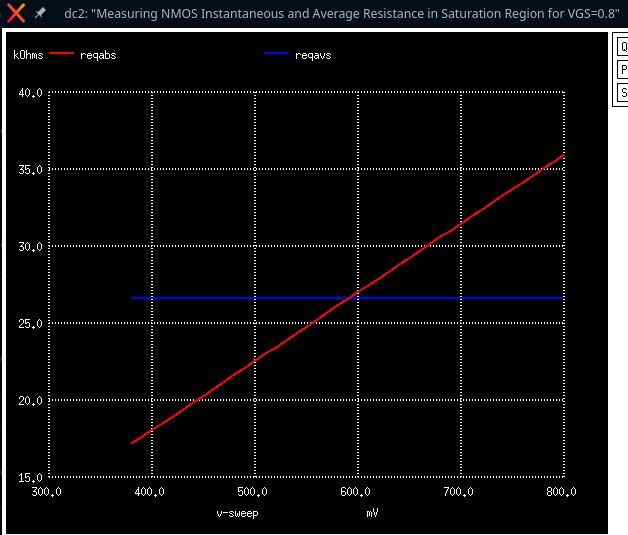 dc2: "Measuring NMOS Instantaneous and Average Resistance in Saturation Region for VGS=0.8"
kOhms reqabs reqavs
Q
P
S
40.0
35.0
30.0
25.0
20.0
15.0
300.0 400.0 500.0 600.0 700.0 800.0
v-sweep mV